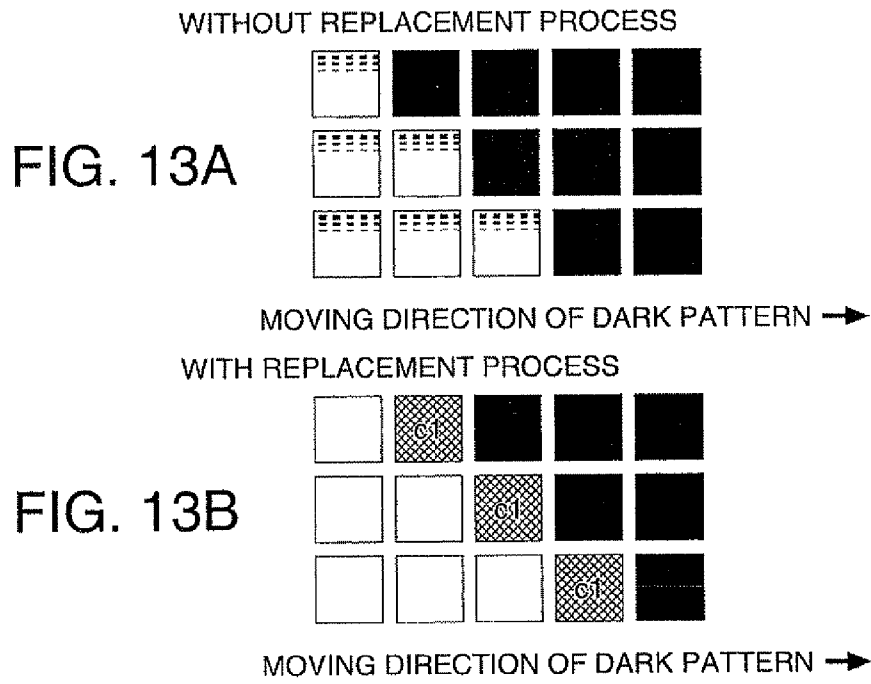 WITHOUT REPLACEMENT PROCESS
FIG. 13A
MOVING DIRECTION OF DARK PATTERN
WITH REPLACEMENT PROCESS
c1
FIG. 13B
c1
c1
MOVING DIRECTION OF DARK PATTERN